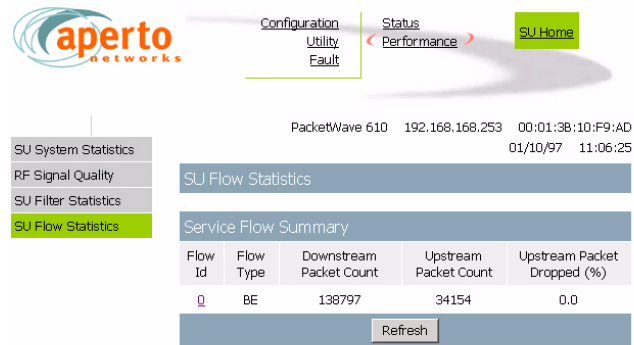 aperto
networks
Configuration
Utility
Fault
Status
Performance
SU Home
PacketWave 610 192.168.168.253 00:01:3B:10:F9:AD
01/10/97 11:06:25
SU System Statistics
RF Signal Quality
SU Filter Statistics
SU Flow Statistics
SU Flow Statistics
Service Flow Summary
Flow Id Flow Type Downstream Packet Count Upstream Packet Count Upstream Packet Dropped (%)
0 BE 138797 34154 0.0
Refresh